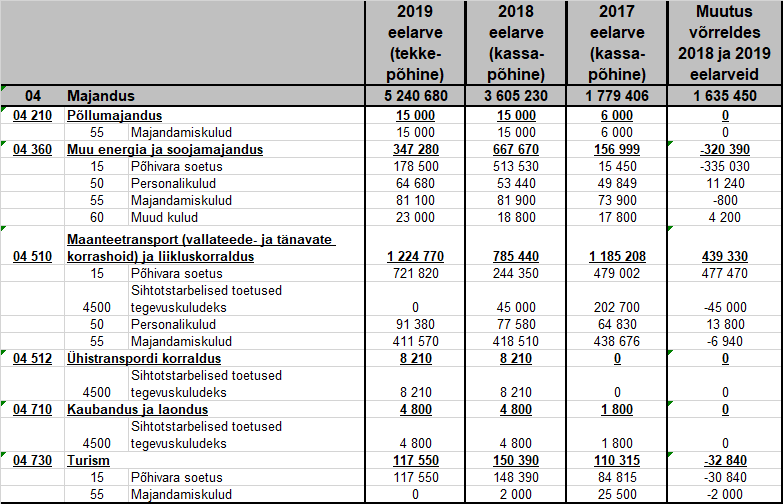 2019 eelarve (tekke-põhine) 2018 eelarve (kassa-põhine) 2017 eelarve (kassa-põhine) Muutus võrreldes 2018 ja 2019 eelarveid
04 Majandus 5 240 680 3 605 230 1 779 406 1 635 450
04 210 Põllumajandus 15 000 15 000 6 000 0
55 Majandamiskulud 15 000 15 000 6 000 0
04 360 Muu energia ja soojamajandus 347 280 667 670 156 999 -320 390
15 Põhivara soetus 178 500 513 530 15 450 -335 030
50 Personalikulud 64 680 53 440 49 849 11 240
55 Majandamiskulud 81 100 81 900 73 900 -800
60 Muud kulud 23 000 18 800 17 800 4 200
Maanteetransport (vallateede- ja tänavate
04 510 korrashoid) ja liikluskorraldus 1 224 770 785 440 1 185 208 439 330
15 Põhivara soetus 721 820 244 350 479 002 477 470
Sihtotstarbelised toetused
4500 tegevuskuludeks 0 45 000 202 700 -45 000
50 Personalikulud 91 380 77 580 64 830 13 800
55 Majandamiskulud 411 570 418 510 438 676 -6 940
04 512 Ühistranspordi korraldus 8 210 8 210 0 0
Sihtotstarbelised toetused
4500 tegevuskuludeks 8 210 8 210 0 0
04 710 Kaubandus ja laondus 4 800 4 800 1 800 0
Sihtotstarbelised toetused
4500 tegevuskuludeks 4 800 4 800 1 800 0
04 730 Turism 117 550 150 390 110 315 -32 840
15 Põhivara soetus 117 550 148 390 84 815 -30 840
55 Majandamiskulud 0 2 000 25 500 -2 000